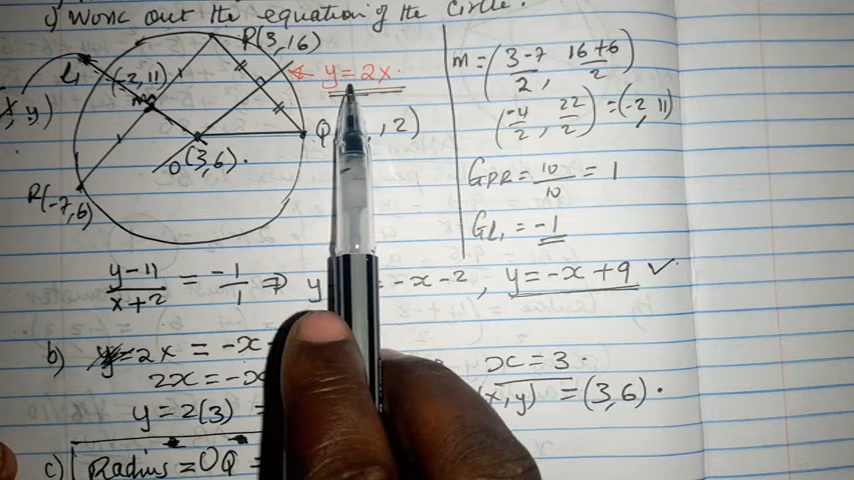 c) Work out the equation of the circle.
P(3,16)
L₁
(-2,11)
y=2x.
x, y)
m
Q ,2)
O(3,6).
R(-7,6)
m = (3-7/2, 16+6/2)
(-4/2, 22/2) = (-2, 11)
GPR = 10/10 = 1
GL₁ = -1
y-11/x+2 = -1/1 ⇒ y = -x-2, y=-x+9 ✓
b) 2x = -x
2x = -x x = 3.
y = 2(3) = (x,y) = (3,6).
c) Radius = OQ =